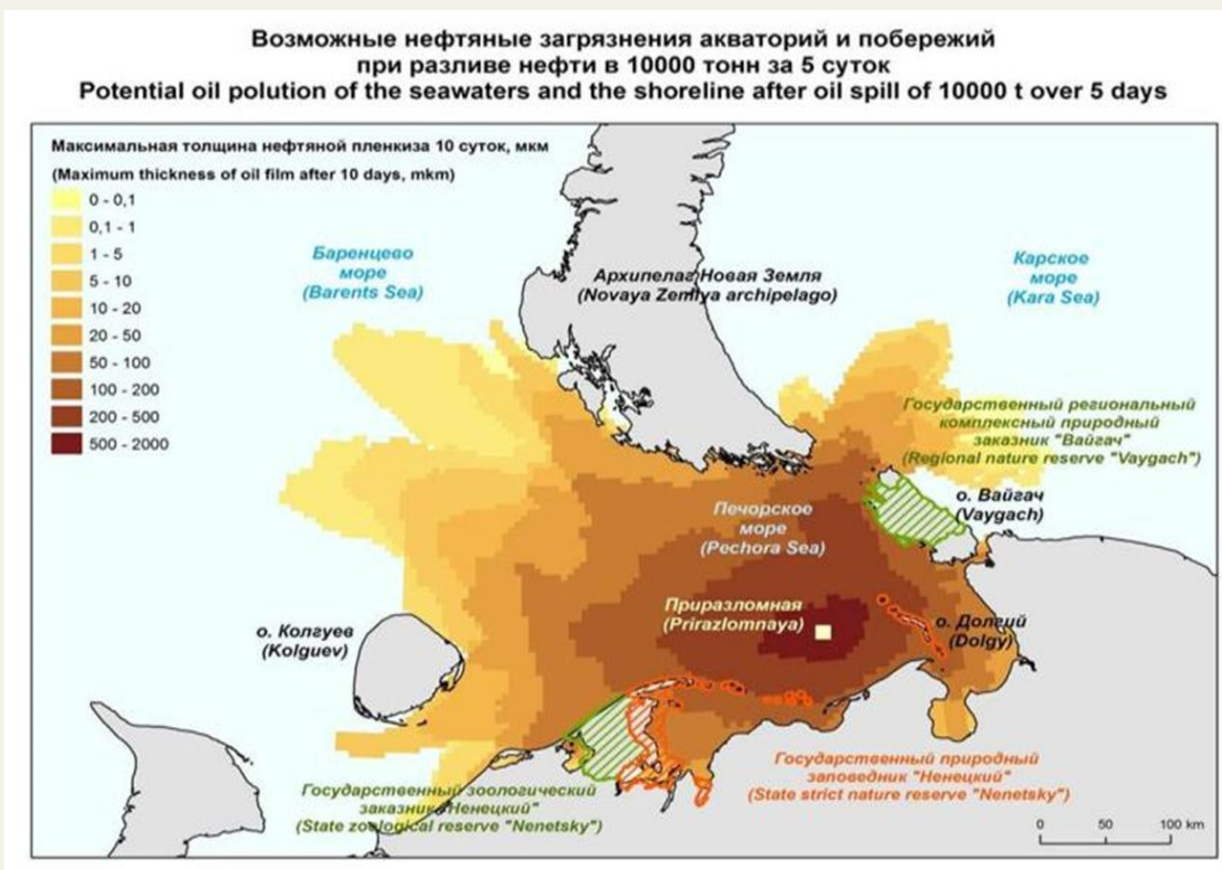 Возможные нефтяные загрязнения акваторий и побережий
при разливе нефти в 10000 тонн за 5 суток
Potential oil polution of the seawaters and the shoreline after oil spill of 10000 t over 5 days
Максимальная толщина нефтяной пленкиза 10 суток, мкм
(Maximum thickness of oil film after 10 days, mkm)
0 - 0,1
0,1 - 1
1 - 5
5 - 10
10 - 20
20 - 50
50 - 100
100 - 200
200 - 500
500 - 2000
Баренцево
море
(Barents Sea)
Архипелаг Новая Земля
(Novaya Zemlya archipelago)
Карское
море
(Kara Sea)
Государственный региональный
комплексный природный
заказник "Вайгач"
(Regional nature reserve "Vaygach")
о. Вайгач
(Vaygach)
Печорское
море
(Pechora Sea)
Приразломная
(Prirazlomnaya)
о. Колгуев
(Kolguev)
о. Долгий
(Dolgy)
Государственный природный
заповедник "Ненецкий"
(State strict nature reserve "Nenetsky")
Государственный зоологический
заказник "Ненецкий"
(State zoological reserve "Nenetsky")
0 50 100 km